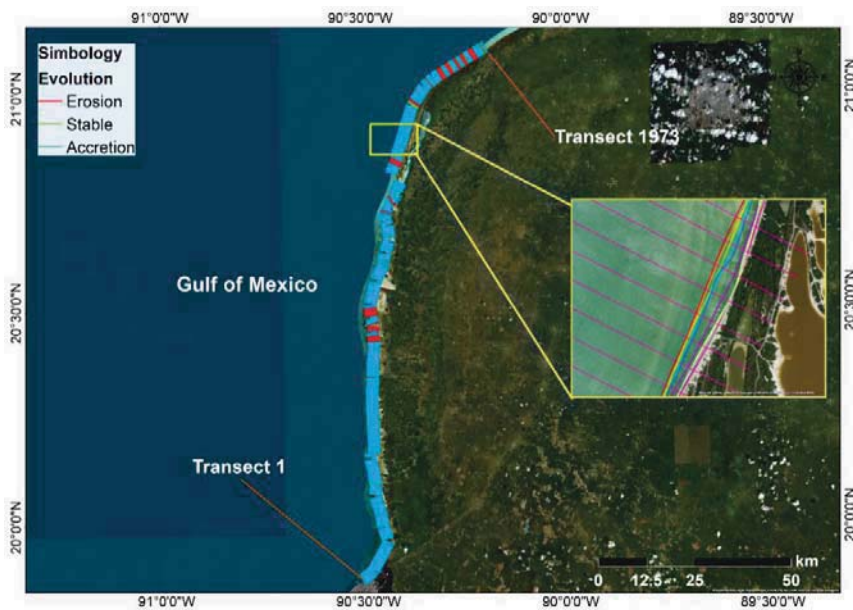 91°0'0"W
90°30'0"W
90°0'0"W
89°30'0"W
Simbology
Evolution
Erosion
Stable
Accretion
21°0'0"N
21°0'0"N
Transect 1973
Gulf of Mexico
20°30'0"N
20°30'0"N
Transect 1
20°0'0"N
20°0'0"N
km
0 12.5 25 50
91°0'0"W
90°30'0"W
90°0'0"W
89°30'0"W